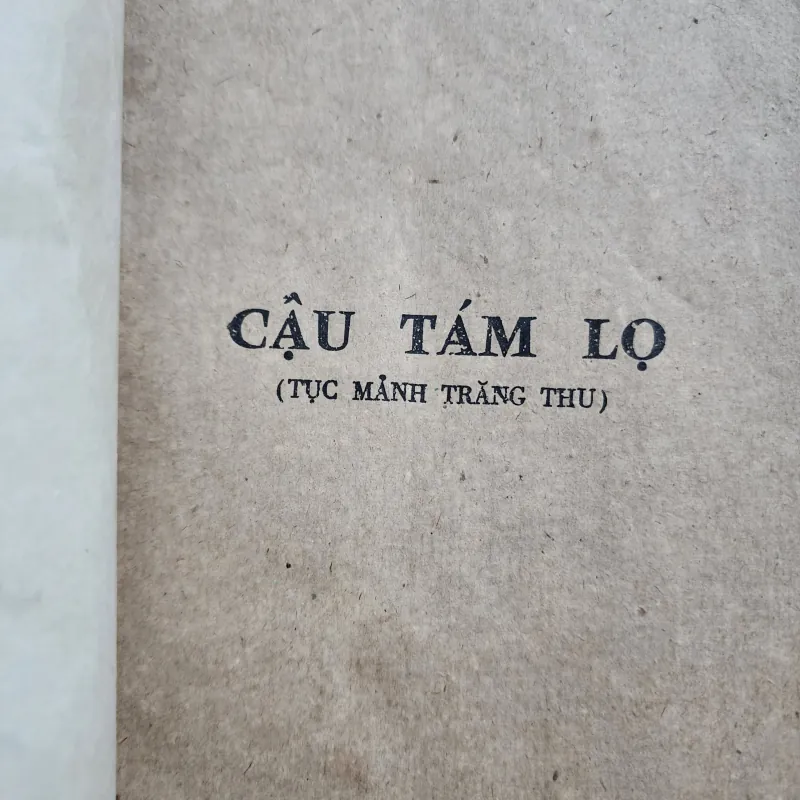 CẬU TÁM LỌ
(TỤC MẢNH TRĂNG THU)